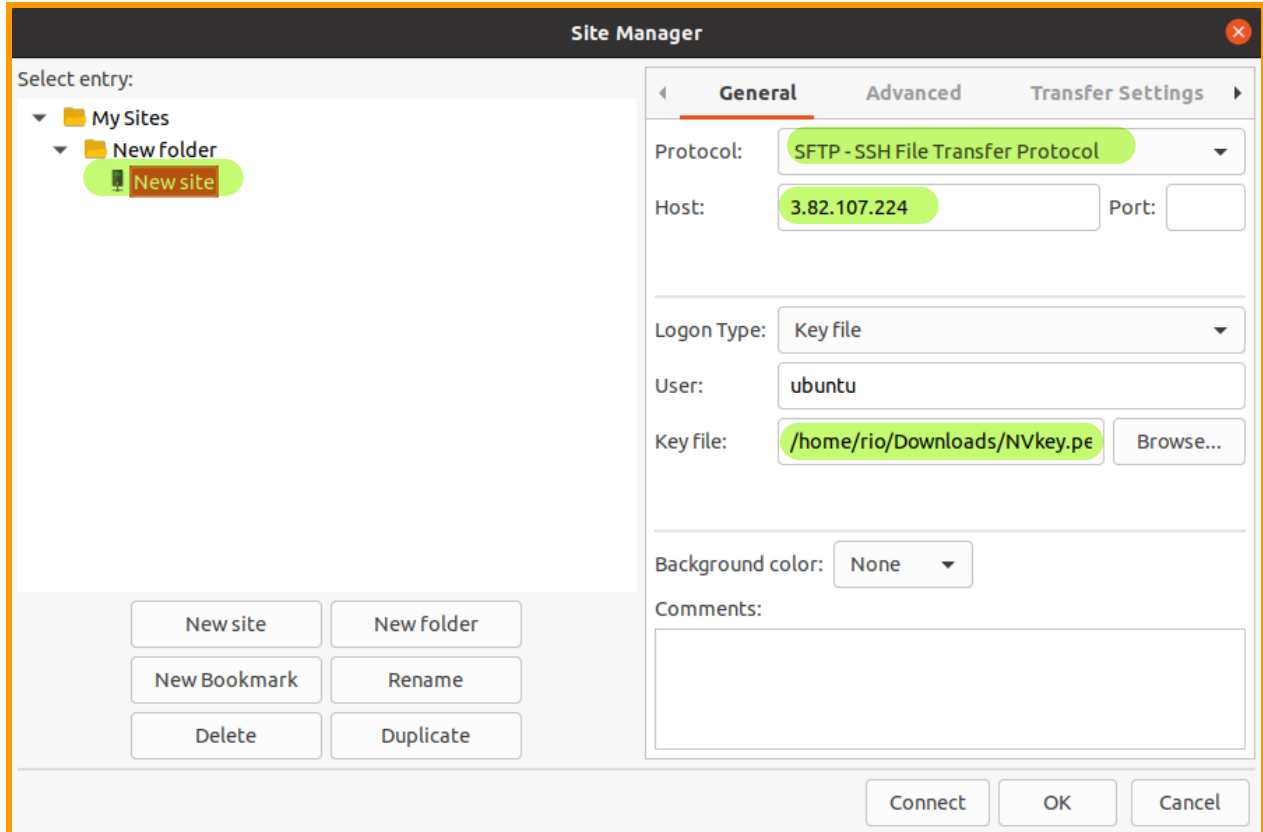 Site Manager
Select entry:
My Sites
New folder
New site
General Advanced Transfer Settings
Protocol: SFTP - SSH File Transfer Protocol
Host: 3.82.107.224 Port:
Logon Type: Key file
User: ubuntu
Key file: /home/rio/Downloads/NVkey.pe Browse...
Background color: None
Comments:
New site New folder
New Bookmark Rename
Delete Duplicate
Connect OK Cancel